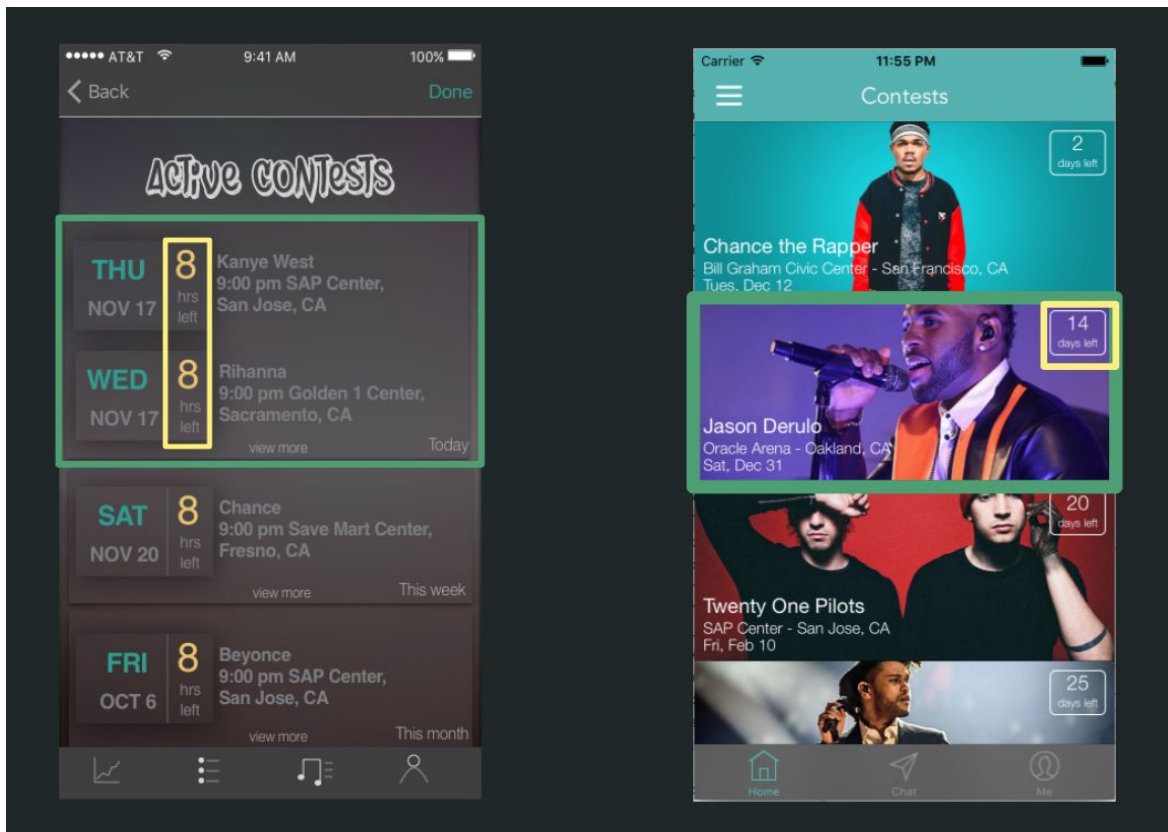 AT&T 9:41 AM 100%
Back Done
ACTIVE CONTESTS
THU
NOV 17
8
hrs
left
Kanye West
9:00 pm SAP Center,
San Jose, CA
WED
NOV 17
8
hrs
left
Rihanna
9:00 pm Golden 1 Center,
Sacramento, CA
view more Today
SAT
NOV 20
8
hrs
left
Chance
9:00 pm Save Mart Center,
Fresno, CA
view more This week
FRI
OCT 6
8
hrs
left
Beyonce
9:00 pm SAP Center,
San Jose, CA
view more This month
Carrier 11:55 PM
Contests
2
days left
Chance the Rapper
Bill Graham Civic Center - San Francisco, CA
Tues, Dec 12
14
days left
Jason Derulo
Oracle Arena - Oakland, CA
Sat, Dec 31
20
days left
Twenty One Pilots
SAP Center - San Jose, CA
Fri, Feb 10
25
days left
Home Chat Me